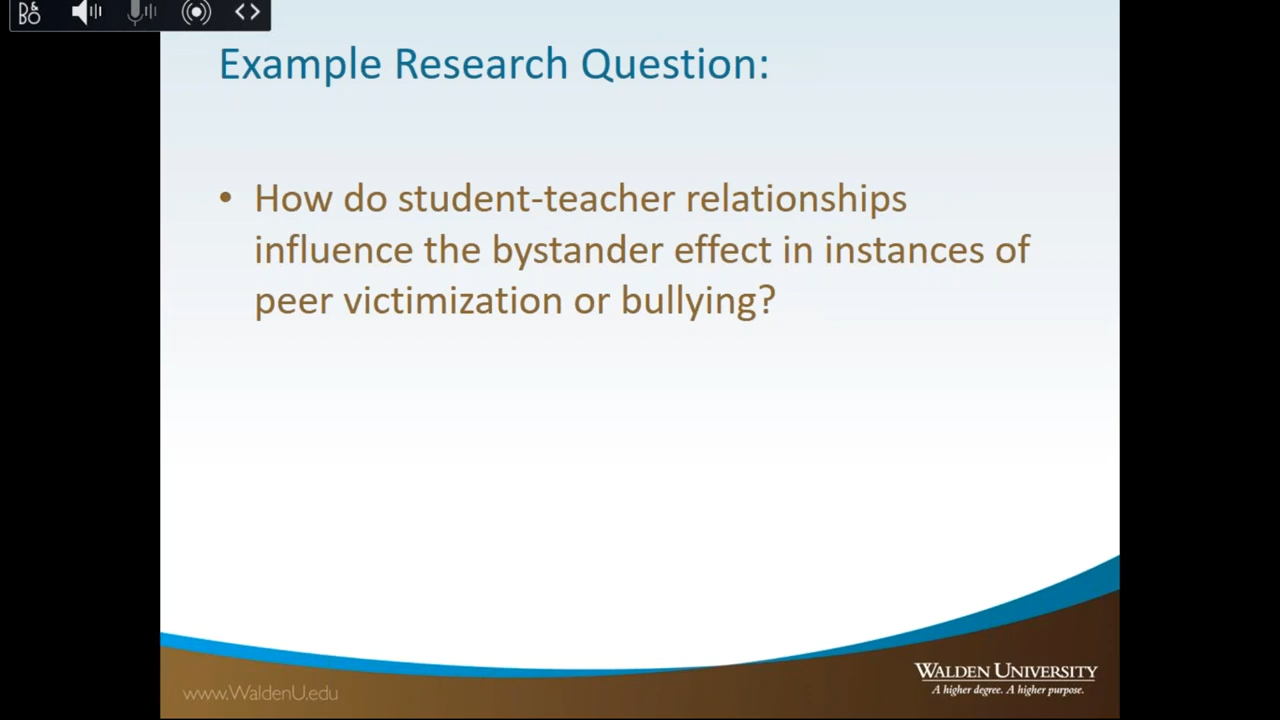 B&O
Example Research Question:
• How do student-teacher relationships
influence the bystander effect in instances of
peer victimization or bullying?
www.WaldenU.edu
WALDEN UNIVERSITY
A higher degree. A higher purpose.